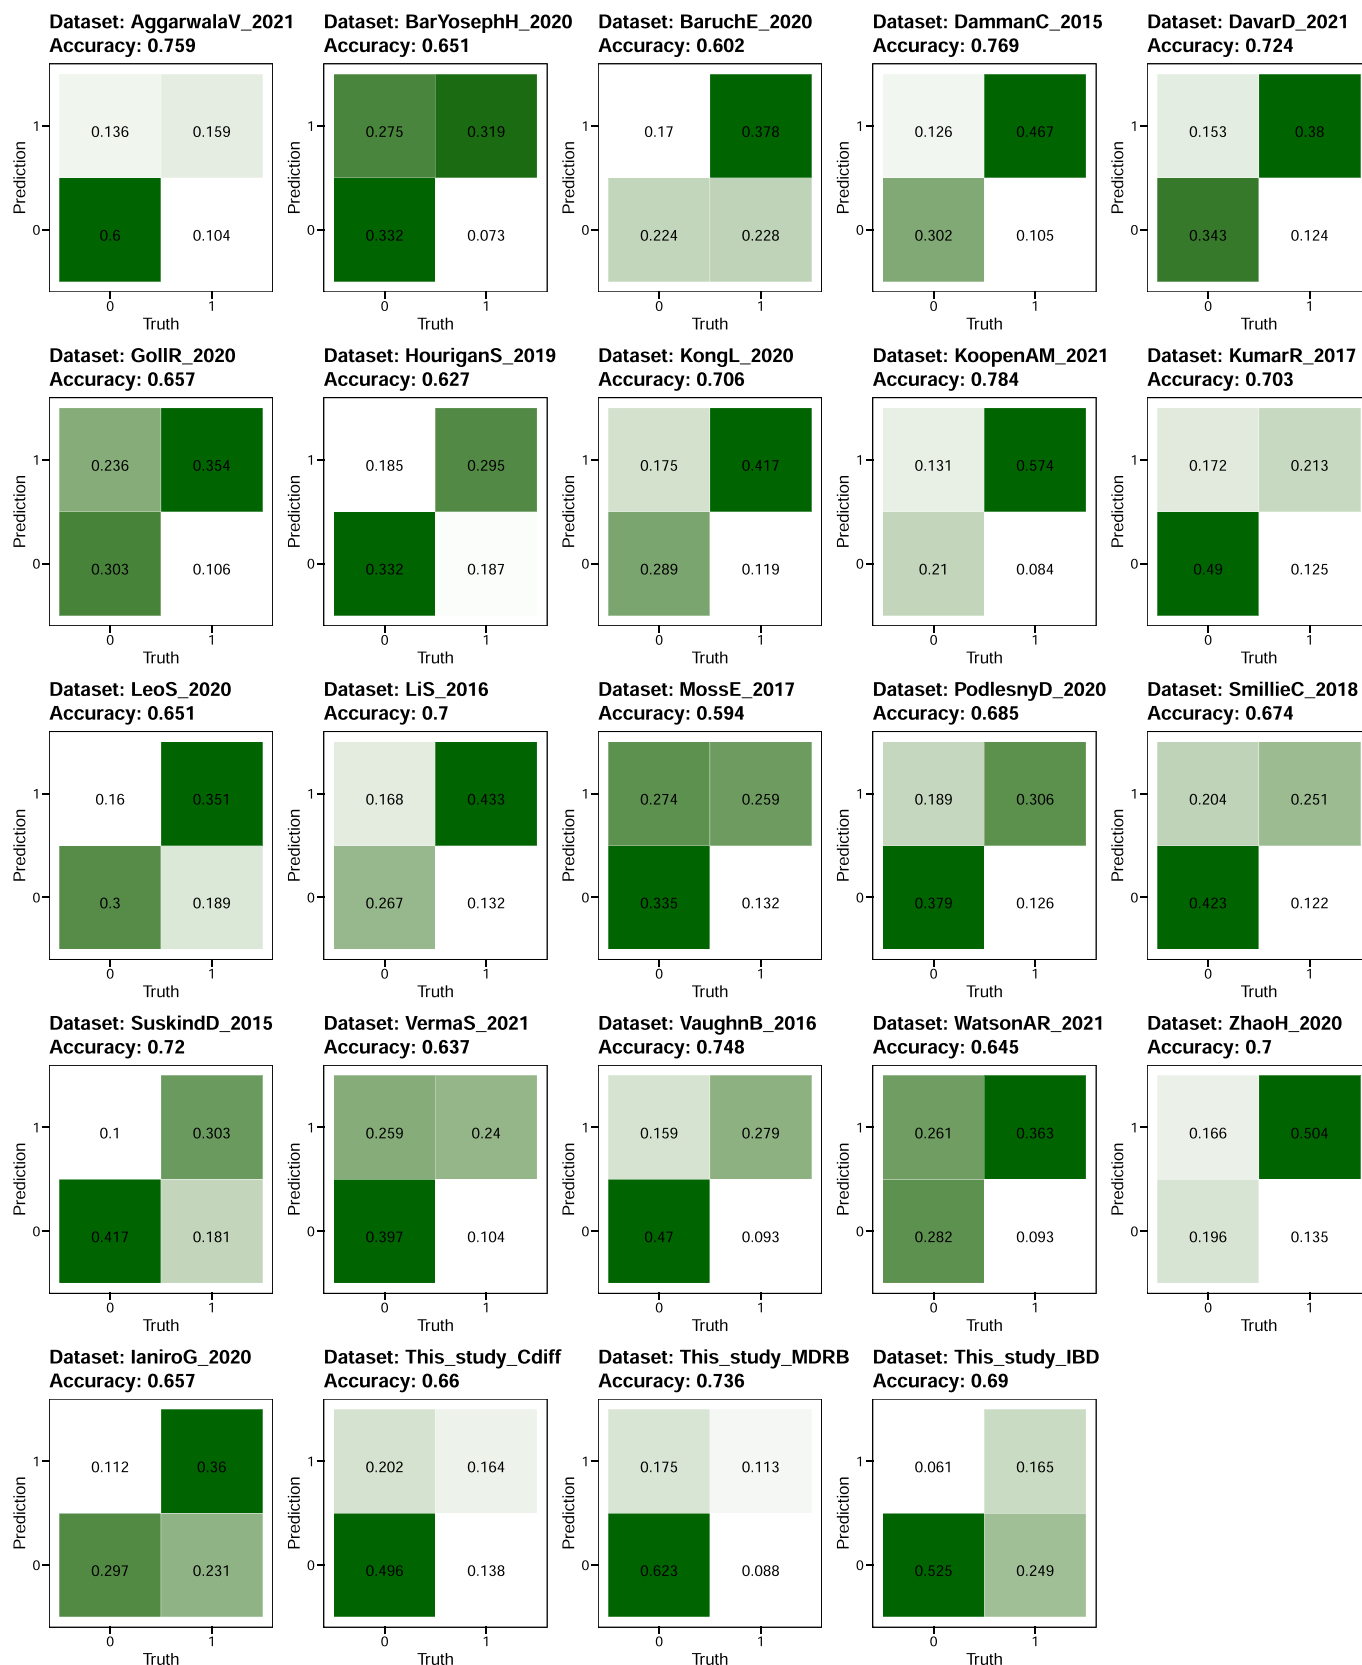 Dataset: AggarwalaV_2021
Accuracy: 0.759
Prediction
1
0
0.136
0.159
0.6
0.104
0
1
Truth
Dataset: BarYosephH_2020
Accuracy: 0.651
Prediction
0.275
0.319
0.332
0.073
0
1
Truth
Dataset: BaruchE_2020
Accuracy: 0.602
Prediction
0.17
0.378
0.224
0.228
0
1
Truth
Dataset: DammanC_2015
Accuracy: 0.769
Prediction
1
0
0.126
0.467
0.302
0.105
0
1
Truth
Dataset: DavarD_2021
Accuracy: 0.724
Prediction
1
0
0.153
0.38
0.343
0.124
0
1
Truth
Dataset: GollR_2020
Accuracy: 0.657
Prediction
1
0
0.236
0.354
0.303
0.106
0
1
Truth
Dataset: HouriganS_2019
Accuracy: 0.627
Prediction
1
0
0.185
0.295
0.332
0.187
0
1
Truth
Dataset: KongL_2020
Accuracy: 0.706
Prediction
1
0
0.175
0.417
0.289
0.119
0
1
Truth
Dataset: KoopenAM_2021
Accuracy: 0.784
Prediction
1
0
0.131
0.574
0.21
0.084
0
1
Truth
Dataset: KumarR_2017
Accuracy: 0.703
Prediction
1
0
0.172
0.213
0.49
0.125
0
1
Truth
Dataset: LeoS_2020
Accuracy: 0.651
Prediction
1
0
0.16
0.351
0.3
0.189
0
1
Truth
Dataset: LiS_2016
Accuracy: 0.7
Prediction
1
0
0.168
0.433
0.267
0.132
0
1
Truth
Dataset: MossE_2017
Accuracy: 0.594
Prediction
1
0
0.274
0.259
0.335
0.132
0
1
Truth
Dataset: PodlesnyD_2020
Accuracy: 0.685
Prediction
1
0
0.189
0.306
0.379
0.126
0
1
Truth
Dataset: SmillieC_2018
Accuracy: 0.674
Prediction
1
0
0.204
0.251
0.423
0.122
0
1
Truth
Dataset: SuskindD_2015
Accuracy: 0.72
Prediction
1
0
0.1
0.303
0.417
0.181
0
1
Truth
Dataset: VermaS_2021
Accuracy: 0.637
Prediction
1
0
0.259
0.24
0.397
0.104
0
1
Truth
Dataset: VaughnB_2016
Accuracy: 0.748
Prediction
1
0
0.159
0.279
0.47
0.093
0
1
Truth
Dataset: WatsonAR_2021
Accuracy: 0.645
Prediction
1
0
0.261
0.363
0.282
0.093
0
1
Truth
Dataset: ZhaoH_2020
Accuracy: 0.7
Prediction
1
0
0.166
0.504
0.196
0.135
0
1
Truth
Dataset: IaniroG_2020
Accuracy: 0.657
Prediction
1
0
0.112
0.36
0.297
0.231
0
1
Truth
Dataset: This_study_Cdiff
Accuracy: 0.66
Prediction
1
0
0.202
0.164
0.496
0.138
0
1
Truth
Dataset: This_study_MDRB
Accuracy: 0.736
Prediction
1
0
0.175
0.113
0.623
0.088
0
1
Truth
Dataset: This_study_IBD
Accuracy: 0.69
Prediction
1
0
0.061
0.165
0.525
0.249
0
1
Truth